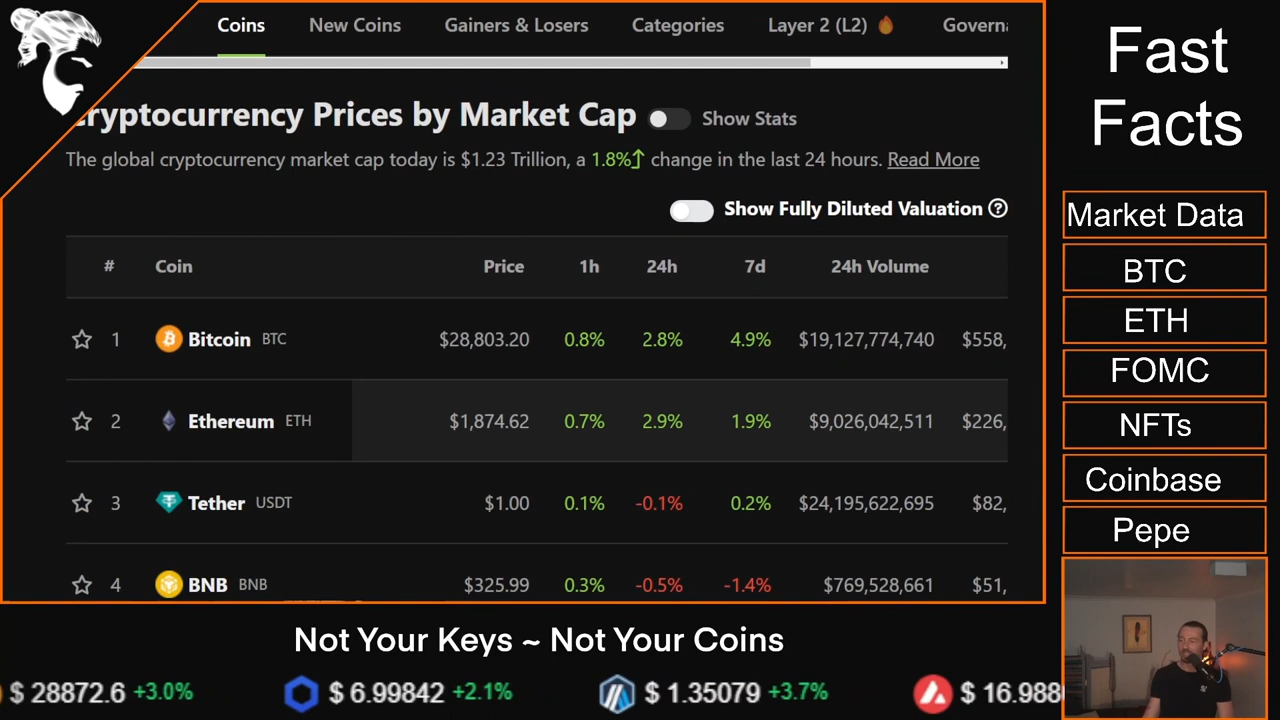 Coins New Coins Gainers & Losers Categories Layer 2 (L2) Governa
Cryptocurrency Prices by Market Cap Show Stats
The global cryptocurrency market cap today is $1.23 Trillion, a 1.8% change in the last 24 hours. Read More
Show Fully Diluted Valuation ?
# Coin Price 1h 24h 7d 24h Volume
1 Bitcoin BTC $28,803.20 0.8% 2.8% 4.9% $19,127,774,740 $558,
2 Ethereum ETH $1,874.62 0.7% 2.9% 1.9% $9,026,042,511 $226,
3 Tether USDT $1.00 0.1% -0.1% 0.2% $24,195,622,695 $82,
4 BNB BNB $325.99 0.3% -0.5% -1.4% $769,528,661 $51,
Fast
Facts
Market Data
BTC
ETH
FOMC
NFTs
Coinbase
Pepe
Not Your Keys ~ Not Your Coins
$ 28872.6 +3.0% $ 6.99842 +2.1% $ 1.35079 +3.7% $ 16.988